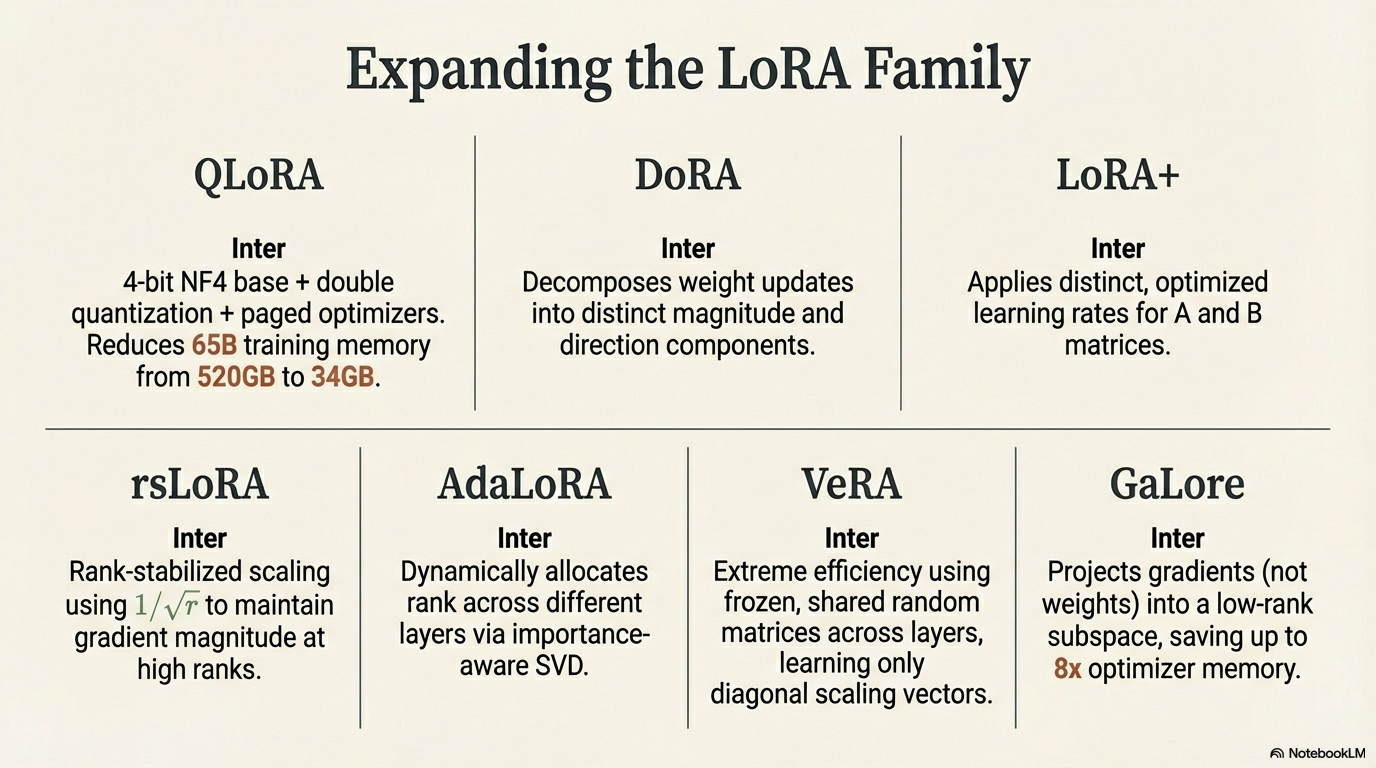 Expanding the LoRA Family
QLoRA
Inter
4-bit NF4 base + double
quantization + paged optimizers.
Reduces 65B training memory
from 520GB to 34GB.
DoRA
Inter
Decomposes weight updates
into distinct magnitude and
direction components.
LoRA+
Inter
Applies distinct, optimized
learning rates for A and B
matrices.
rsLoRA
Inter
Rank-stabilized scaling
using 1/√r to maintain
gradient magnitude at
high ranks.
AdaLoRA
Inter
Dynamically allocates
rank across different
layers via importance-
aware SVD.
VeRA
Inter
Extreme efficiency using
frozen, shared random
matrices across layers,
learning only
diagonal scaling vectors.
GaLore
Inter
Projects gradients (not
weights) into a low-rank
subspace, saving up to
8x optimizer memory.
NotebookLM